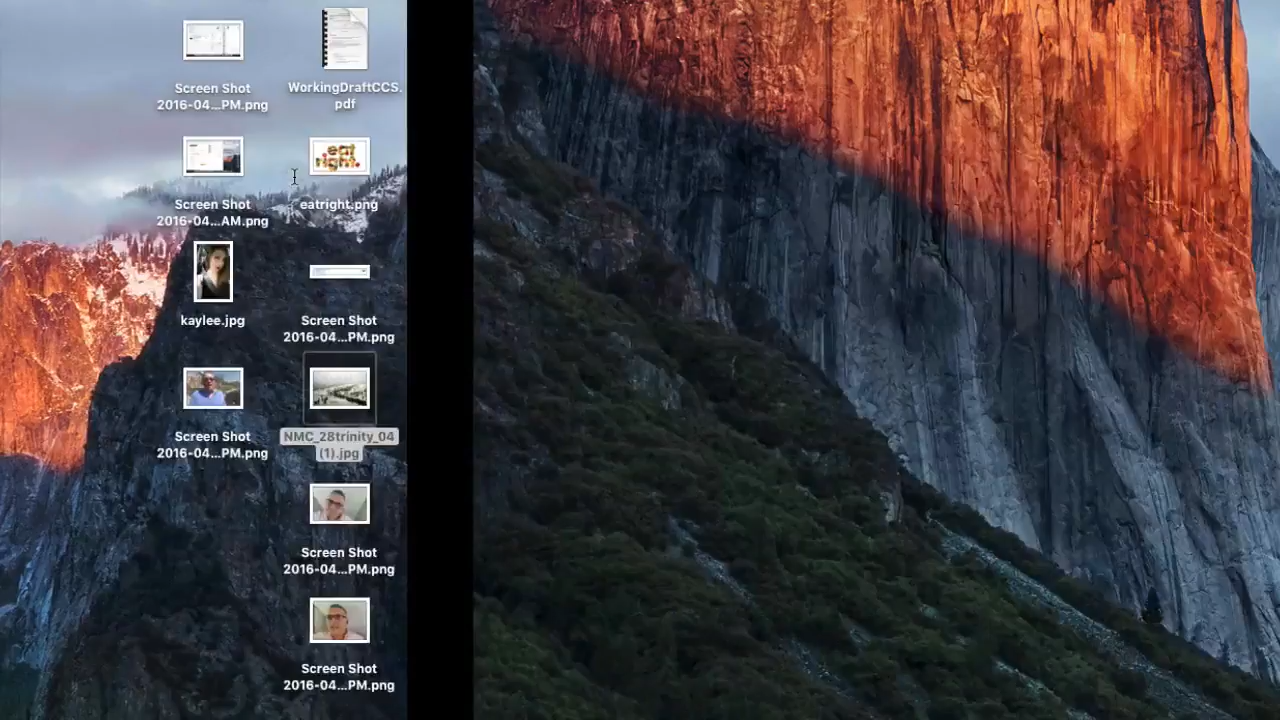 Screen Shot
2016-04...PM.png
WorkingDraftCCS.
pdf
Screen Shot
2016-04...AM.png
eat
right.
eatright.png
kaylee.jpg
Screen Shot
2016-04...PM.png
Screen Shot
2016-04...PM.png
NMC_28trinity_04
(1).jpg
Screen Shot
2016-04...PM.png
Screen Shot
2016-04...PM.png